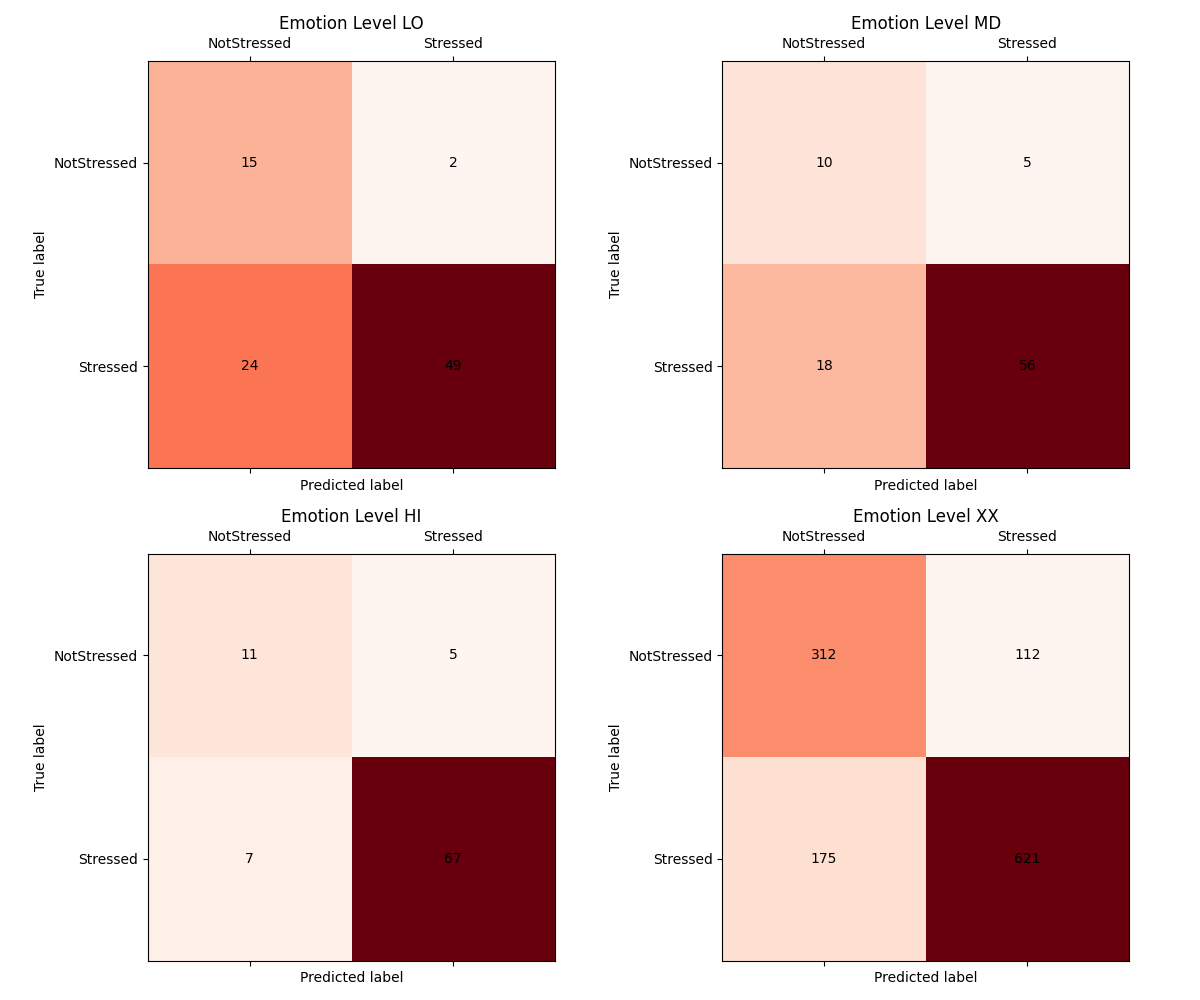 Emotion Level LO
NotStressed Stressed
NotStressed 15 2
True label
Stressed 24 49
Predicted label
Emotion Level MD
NotStressed Stressed
NotStressed 10 5
True label
Stressed 18 56
Predicted label
Emotion Level HI
NotStressed Stressed
NotStressed 11 5
True label
Stressed 7 67
Predicted label
Emotion Level XX
NotStressed Stressed
NotStressed 312 112
True label
Stressed 175 621
Predicted label